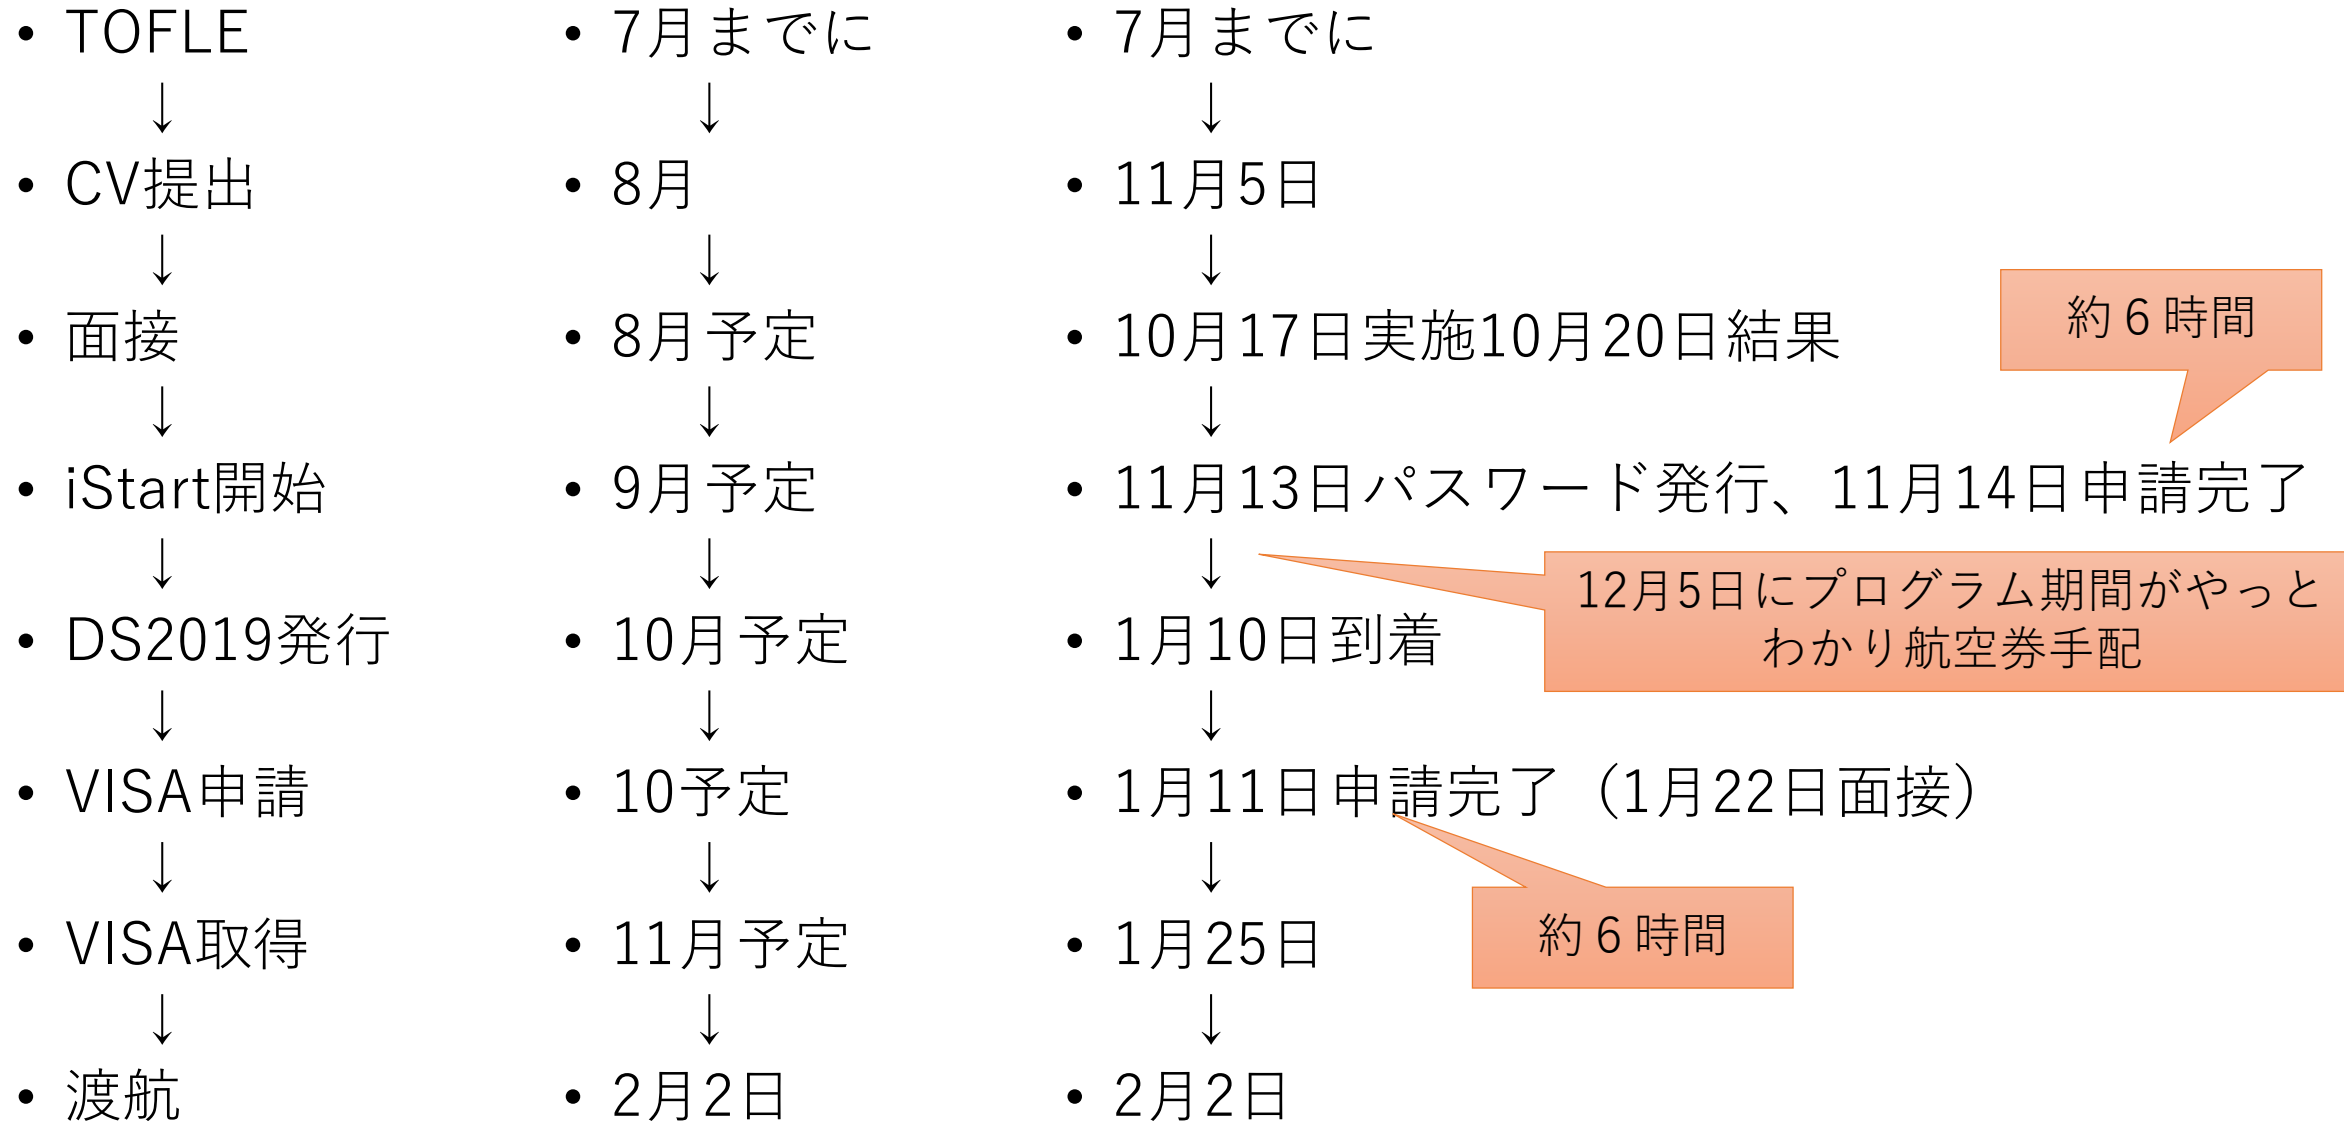 • TOFLE
↓
• CV提出
↓
• 面接
↓
• iStart開始
↓
• DS2019発行
↓
• VISA申請
↓
• VISA取得
↓
• 渡航
• 7月までに
↓
• 8月
↓
• 8月予定
↓
• 9月予定
↓
• 10月予定
↓
• 10予定
↓
• 11月予定
↓
• 2月2日
• 7月までに
↓
• 11月5日
↓
• 10月17日実施10月20日結果
約６時間
↓
• 11月13日パスワード発行、11月14日申請完了
↓
12月5日にプログラム期間がやっと
わかり航空券手配
• 1月10日到着
↓
• 1月11日申請完了（1月22日面接）
↓
約６時間
• 1月25日
↓
• 2月2日